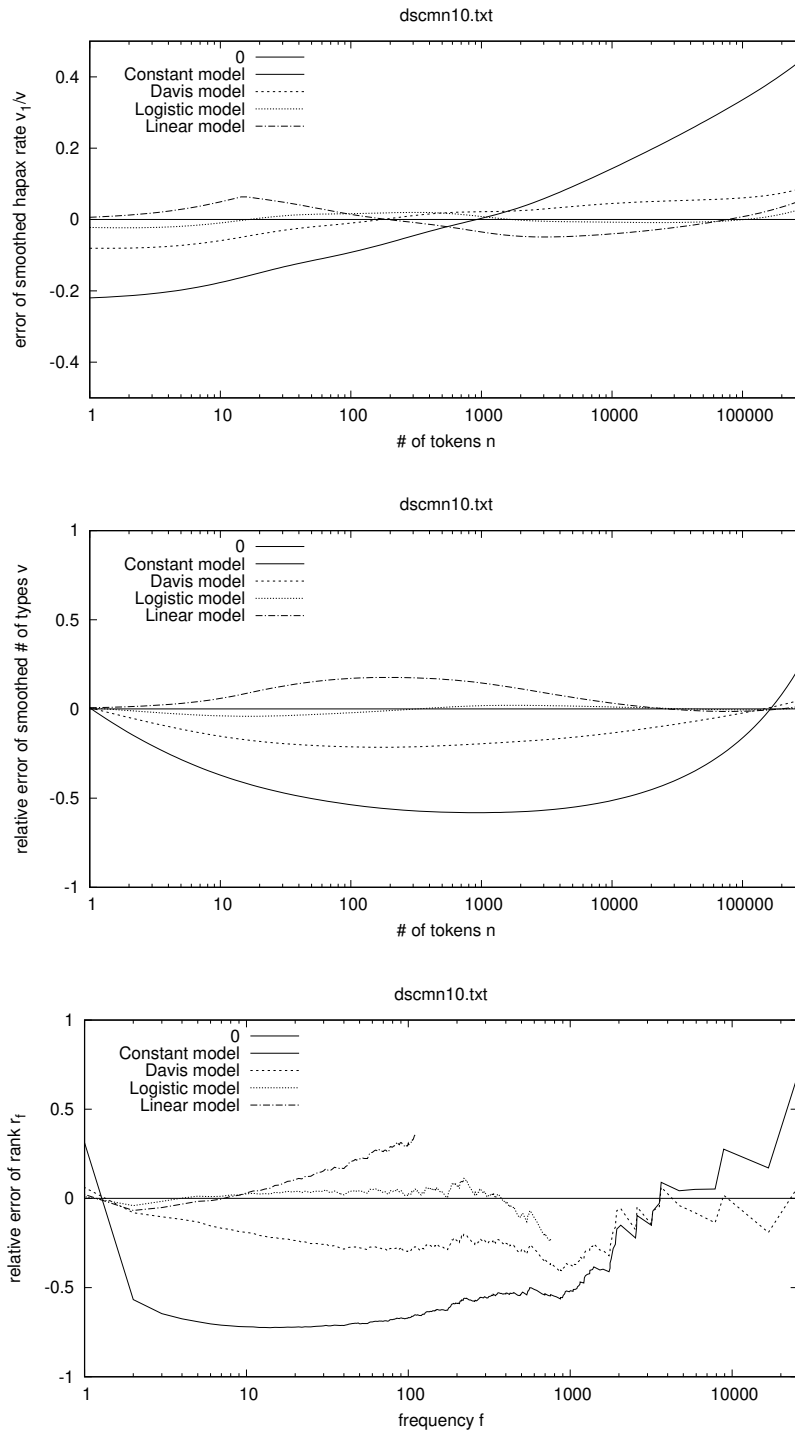 dscmn10.txt
0.4
0.2
0
-0.2
-0.4
error of smoothed hapax rate v_1/v
0
Constant model
Davis model
Logistic model
Linear model
1 10 100 1000 10000 100000
# of tokens n
dscmn10.txt
1
0.5
0
-0.5
-1
relative error of smoothed # of types v
0
Constant model
Davis model
Logistic model
Linear model
1 10 100 1000 10000 100000
# of tokens n
dscmn10.txt
1
0.5
0
-0.5
-1
relative error of rank r_f
0
Constant model
Davis model
Logistic model
Linear model
1 10 100 1000 10000
frequency f